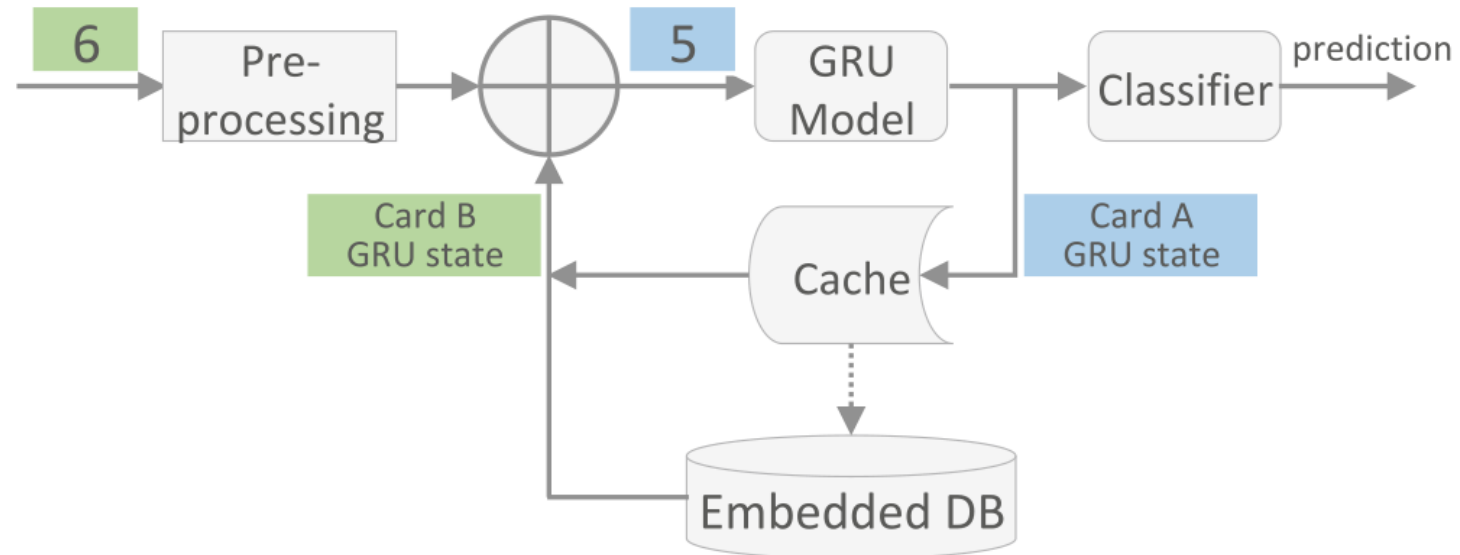 6
Pre-
processing
5
GRU
Model
Classifier
prediction
Card B
GRU state
Cache
Card A
GRU state
Embedded DB